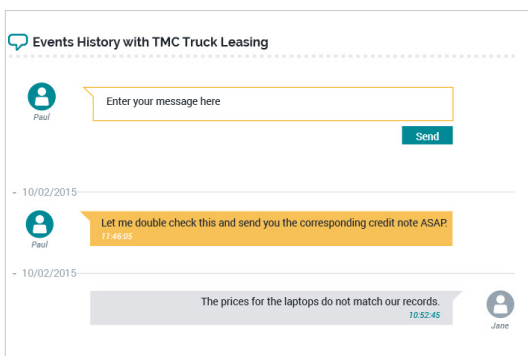 Events History with TMC Truck Leasing
Enter your message here
Paul
Send
- 10/02/2015
Let me double check this and send you the corresponding credit note ASAP.
11:46:05
Paul
- 10/02/2015
The prices for the laptops do not match our records.
10:52:45
Jane